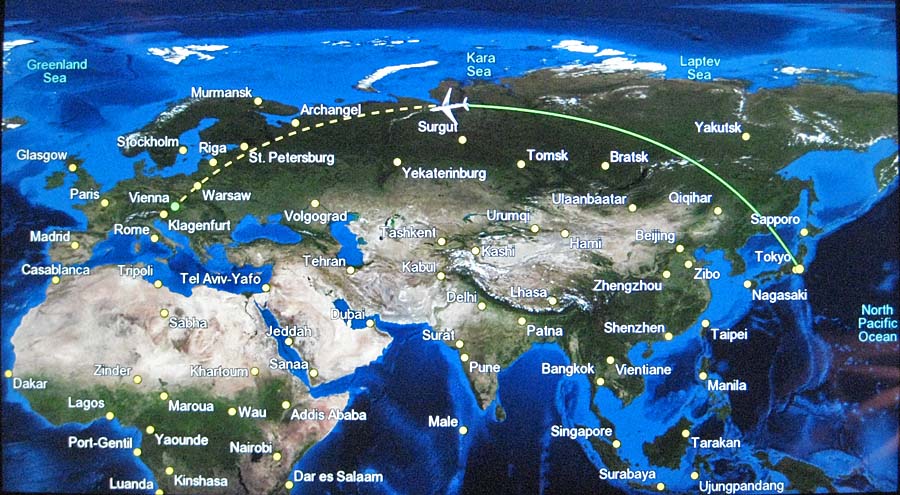 Greenland
Sea
Kara
Sea
Laptev
Sea
Murmansk
Archangel
Surgut
Yakutsk
Stockholm
Riga
St. Petersburg
Glasgow
Tomsk
Bratsk
Yekaterinburg
Paris
Vienna
Warsaw
Ulaanbaatar
Qiqihar
Klagenfurt
Volgograd
Urumqi
Sapporo
Madrid
Rome
Tashkent
Kashi
Hami
Beijing
Casablanca
Tripoli
Tel Aviv-Yafo
Tehran
Kabul
Tokyo
Zibo
Zhengzhou
Delhi
Lhasa
Nagasaki
Sabha
Dubai
North
Pacific
Ocean
Jeddah
Surat
Patna
Shenzhen
Taipei
Dakar
Zinder
Khartoum
Sanaa
Pune
Bangkok
Vientiane
Manila
Lagos
Maroua
Wau
Addis Ababa
Male
Port-Gentil
Yaounde
Nairobi
Singapore
Tarakan
Luanda
Kinshasa
Dar es Salaam
Surabaya
Ujungpandang